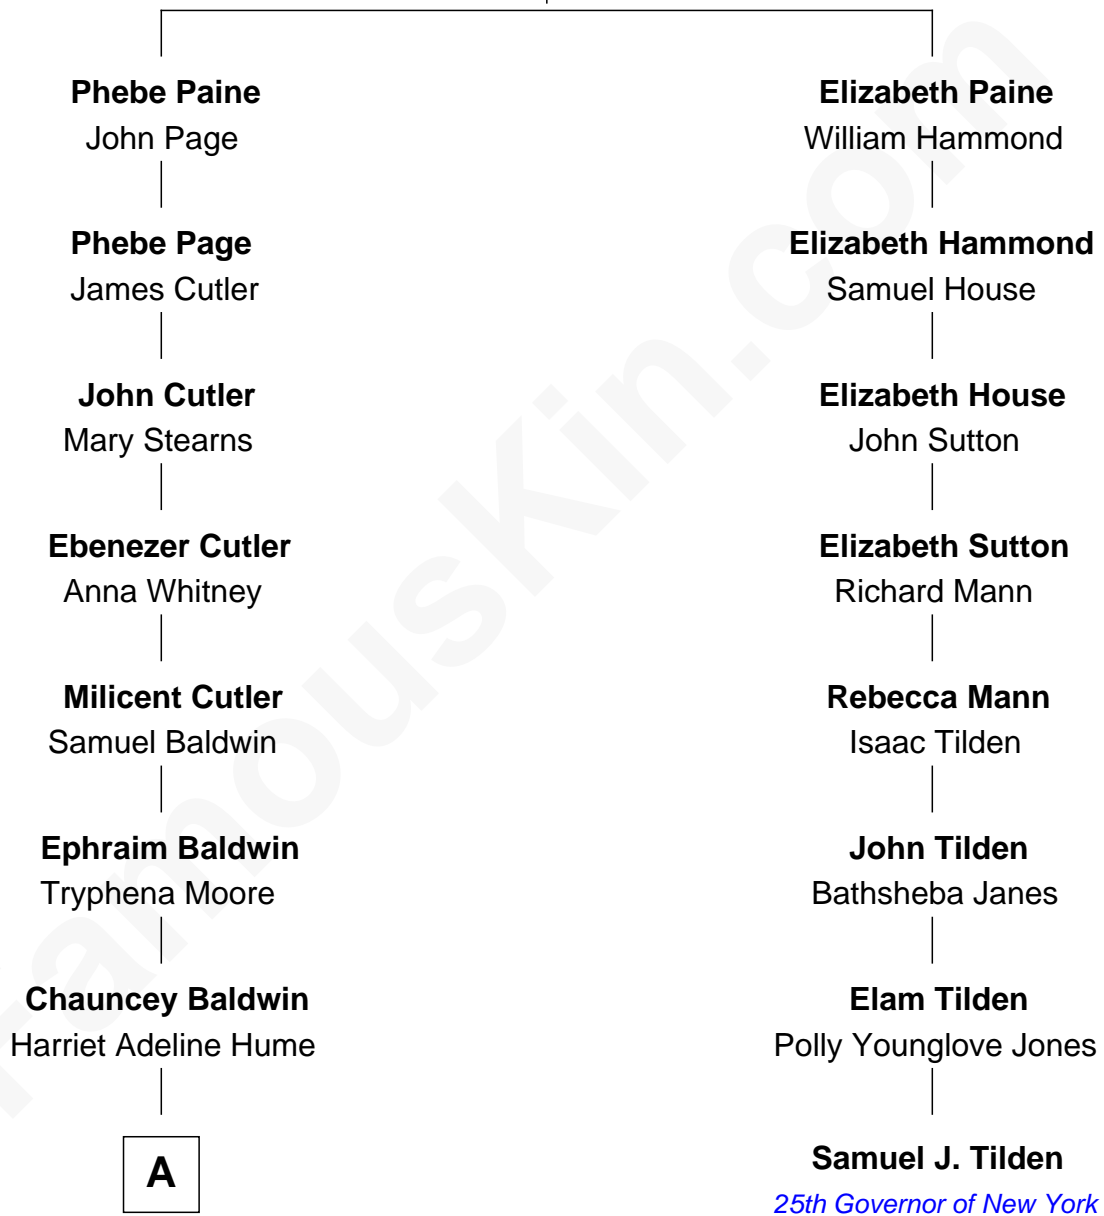 Phebe Paine
John Page
Elizabeth Paine
William Hammond
Phebe Page
James Cutler
Elizabeth Hammond
Samuel House
John Cutler
Mary Stearns
Elizabeth House
John Sutton
Ebenezer Cutler
Anna Whitney
Elizabeth Sutton
Richard Mann
Milicent Cutler
Samuel Baldwin
Rebecca Mann
Isaac Tilden
Ephraim Baldwin
Tryphena Moore
John Tilden
Bathsheba Janes
Chauncey Baldwin
Harriet Adeline Hume
Elam Tilden
Polly Younglove Jones
A
Samuel J. Tilden
25th Governor of New York
FamousKin.com